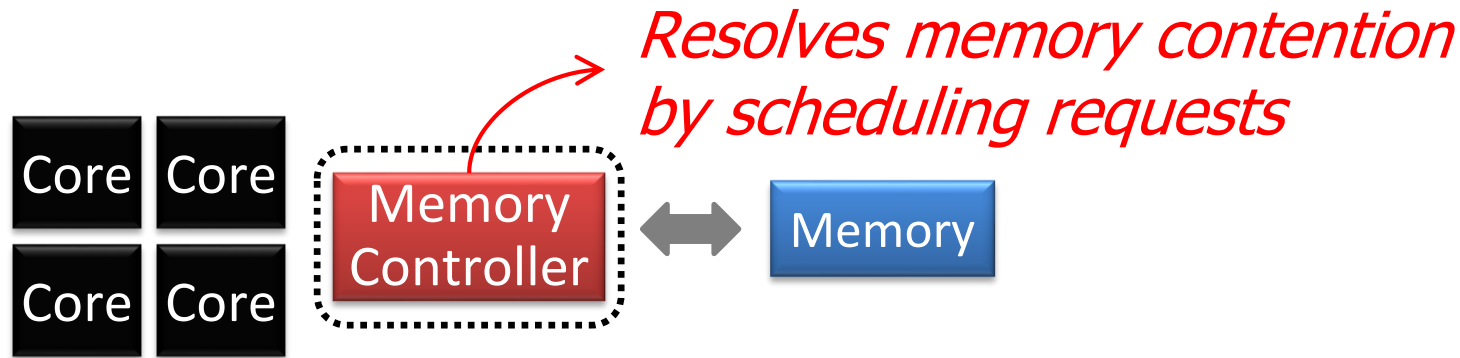 Resolves memory contention
by scheduling requests
Core Core
Core Core
Memory
Controller
Memory